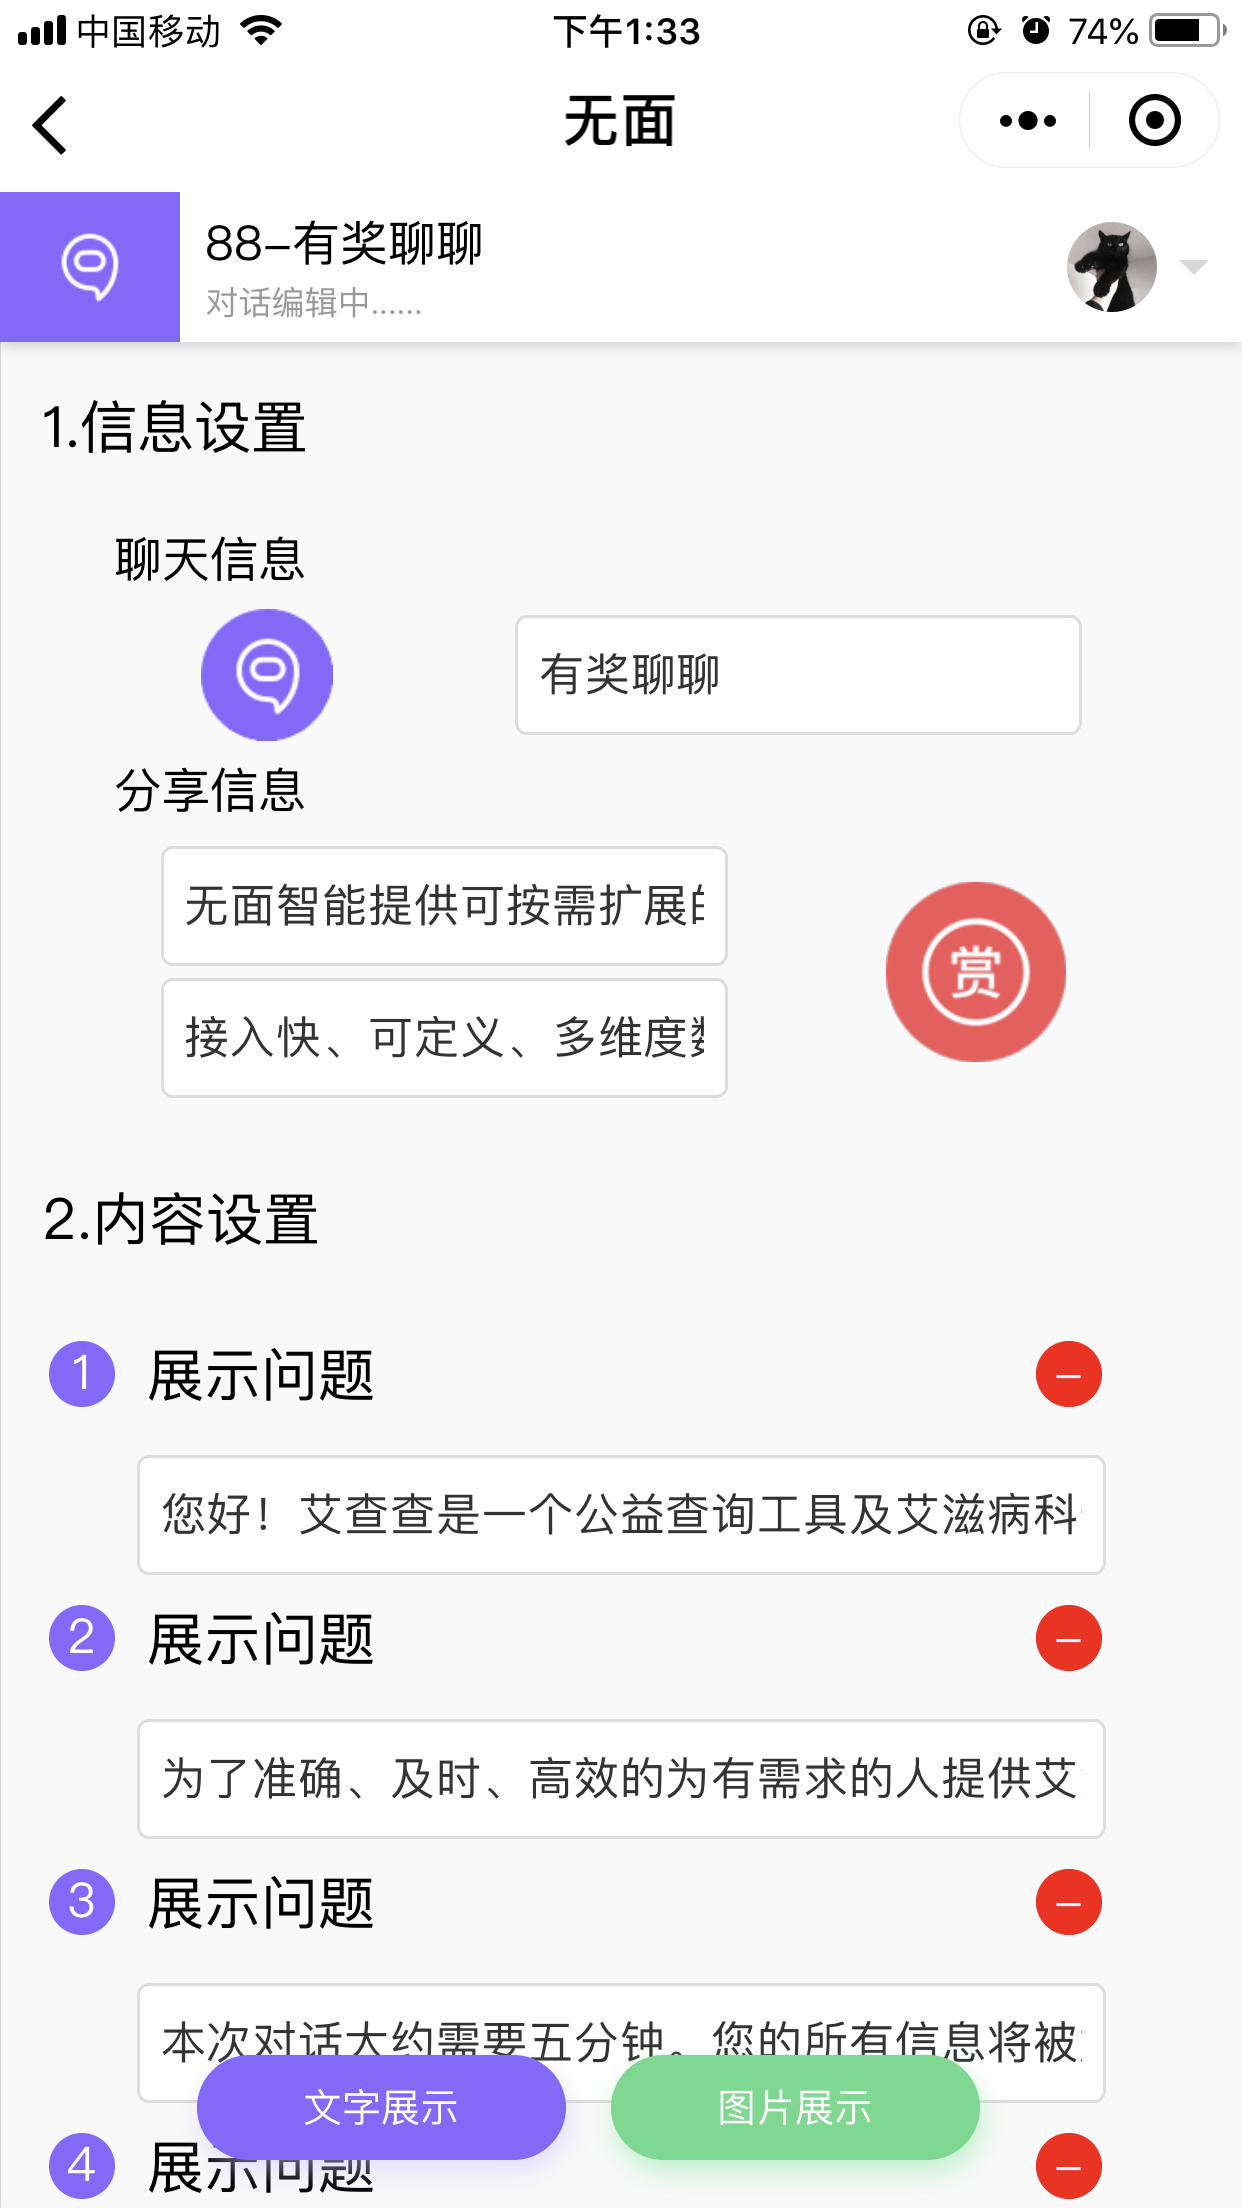 中国移动
下午1:33
74%
无面
88-有奖聊聊
对话编辑中......
1.信息设置
聊天信息
有奖聊聊
分享信息
无面智能提供可按需扩展
赏
接入快、可定义、多维度
2.内容设置
1 展示问题
您好！艾查查是一个公益查询工具及艾滋病科
2 展示问题
为了准确、及时、高效的为有需求的人提供艾
3 展示问题
本次对话大约需要五分钟。您的所有信息将被
文字展示
图片展示
4 展示问题